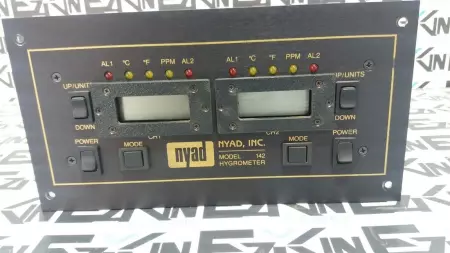 AL1 °C °F PPM AL2 AL1 °C °F PPM AL2
UP/UNITS UP/UNITS
DOWN DOWN
CH1 CH2
POWER MODE MODE POWER
nyad NYAD, INC.
MODEL 142
HYGROMETER